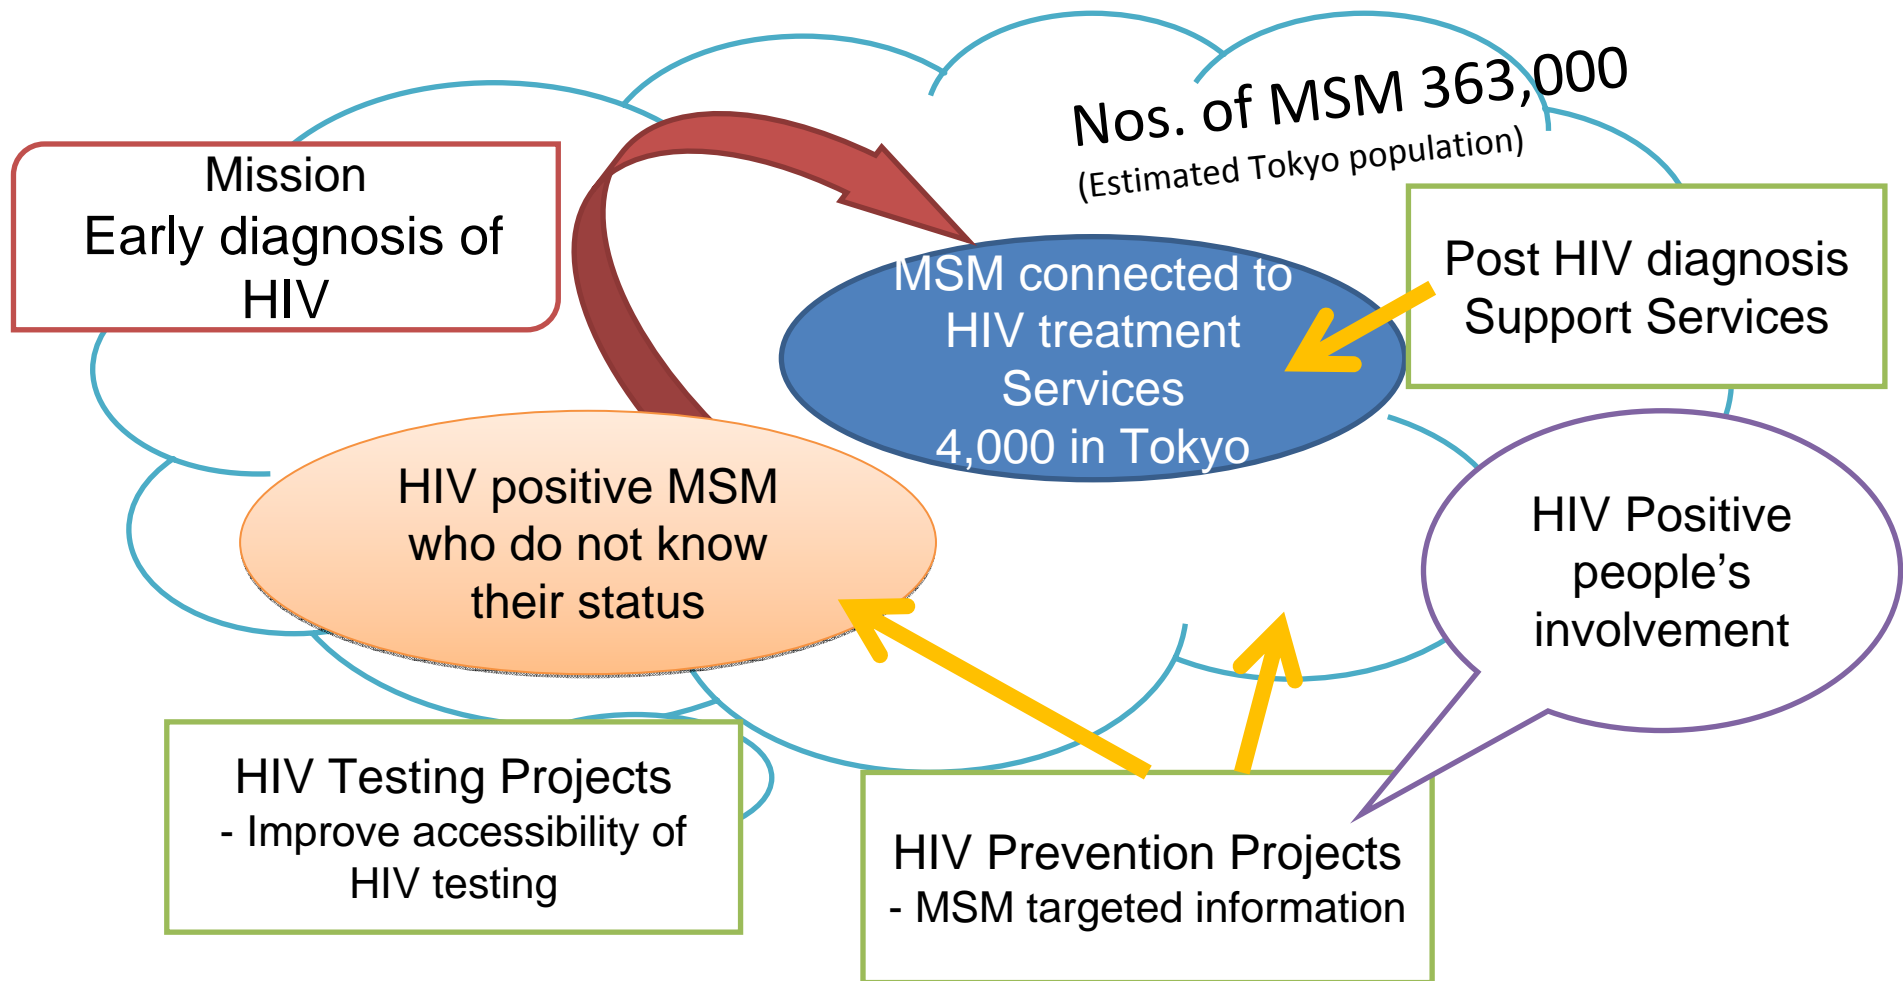 Nos. of MSM 363,000
(Estimated Tokyo population)
Mission
Early diagnosis of
HIV
MSM connected to
HIV treatment
Services
4,000 in Tokyo
Post HIV diagnosis
Support Services
HIV positive MSM
who do not know
their status
HIV Positive
people’s
involvement
HIV Testing Projects
- Improve accessibility of
HIV testing
HIV Prevention Projects
- MSM targeted information